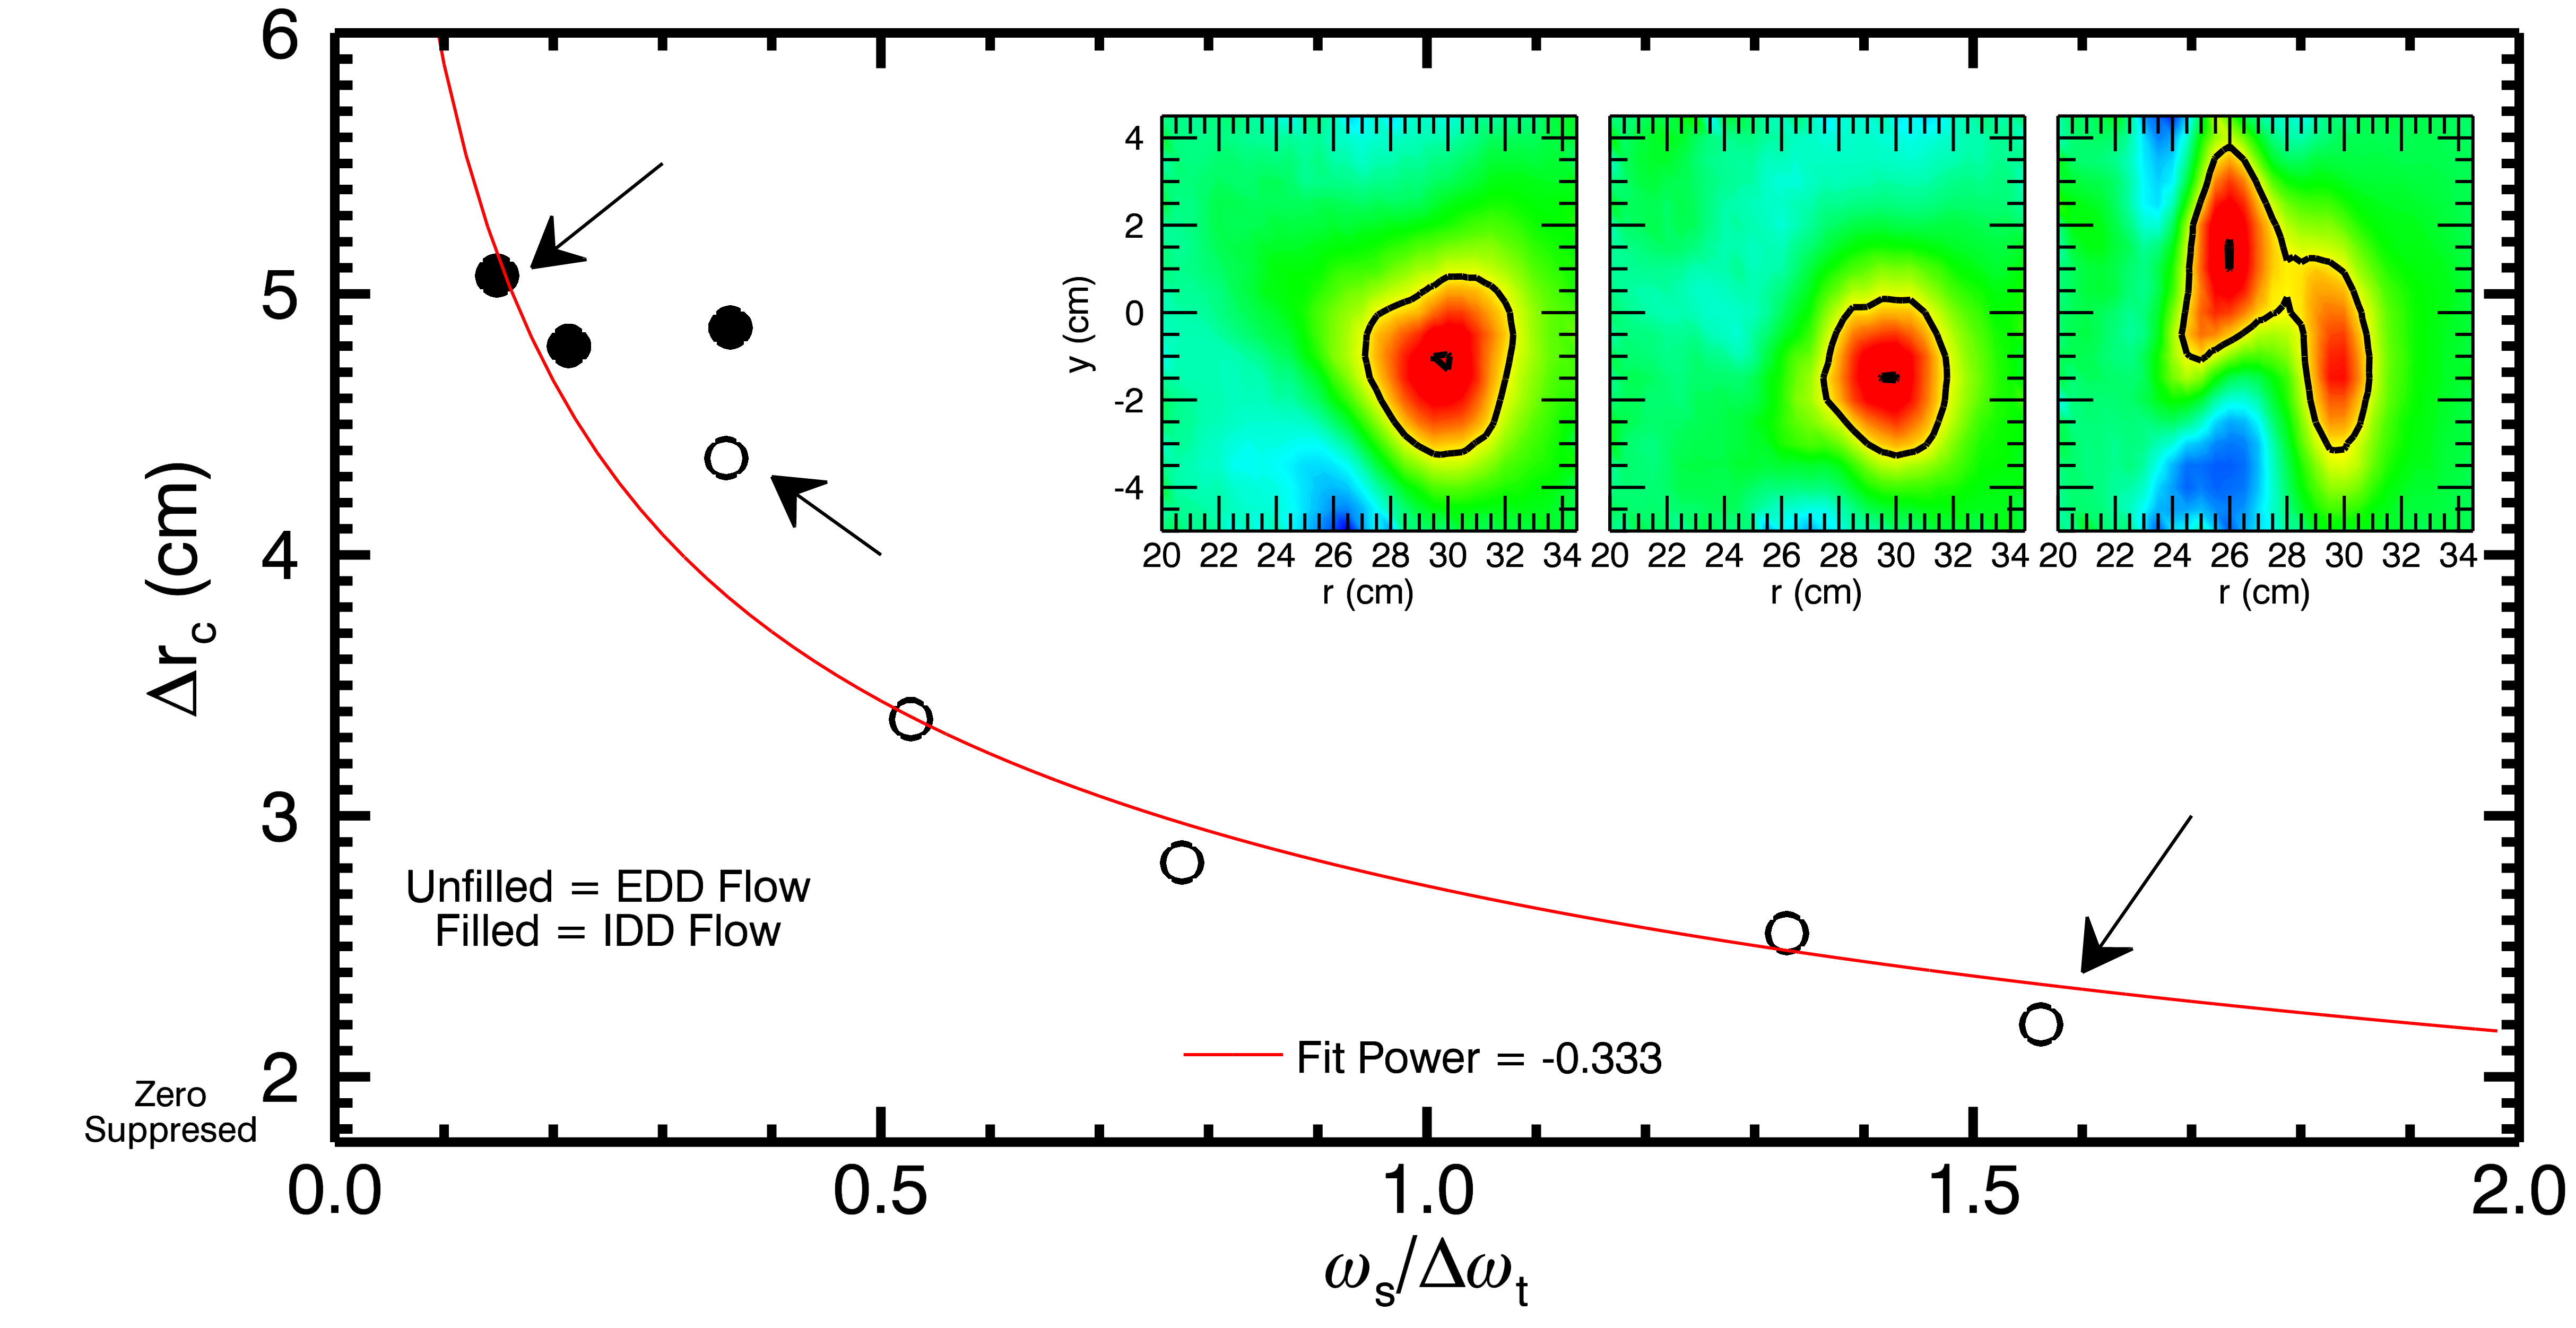 6
5
4
3
2
Δr_c (cm)
4
2
0
-2
-4
y (cm)
20 22 24 26 28 30 32 34 20 22 24 26 28 30 32 34 20 22 24 26 28 30 32 34
r (cm) r (cm) r (cm)
Unfilled = EDD Flow
Filled = IDD Flow
Fit Power = -0.333
Zero
Suppresed
0.0 0.5 1.0 1.5 2.0
ω_s/Δω_t